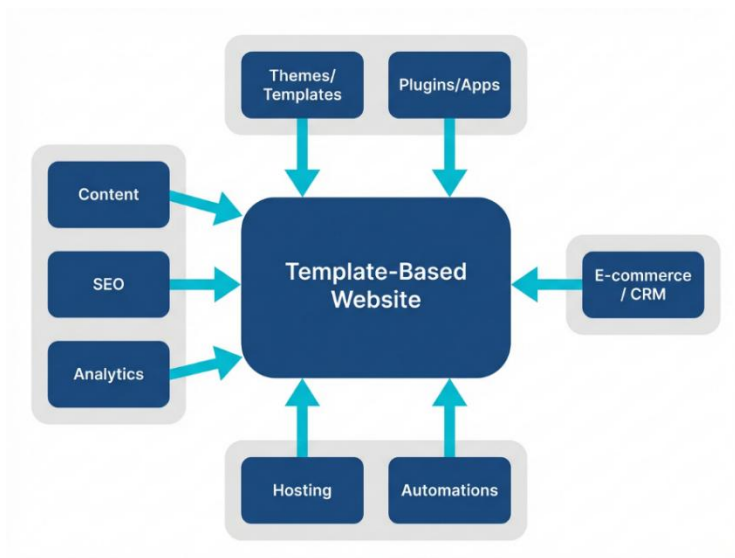 Themes/
Templates
Plugins/Apps
Content
SEO
Analytics
Template-Based
Website
E-commerce
/ CRM
Hosting
Automations